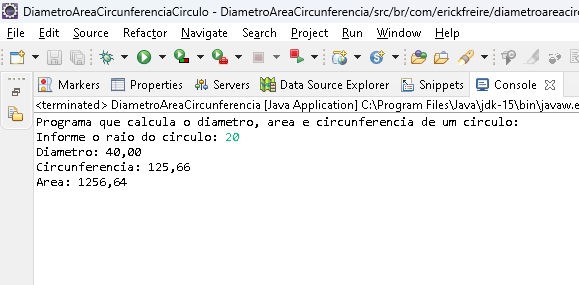 DiametroAreaCircunferenciaCirculo - DiametroAreaCircunferencia/src/br/com/erickfreire/diametroareacir
File Edit Source Refactor Navigate Search Project Run Window Help
Markers Properties Servers Data Source Explorer Snippets Console
<terminated> DiametroAreaCircunferencia [Java Application] C:\Program Files\Java\jdk-15\bin\javaw.e
Programa que calcula o diametro, area e circunferencia de um circulo:
Informe o raio do circulo: 20
Diametro: 40,00
Circunferencia: 125,66
Area: 1256,64